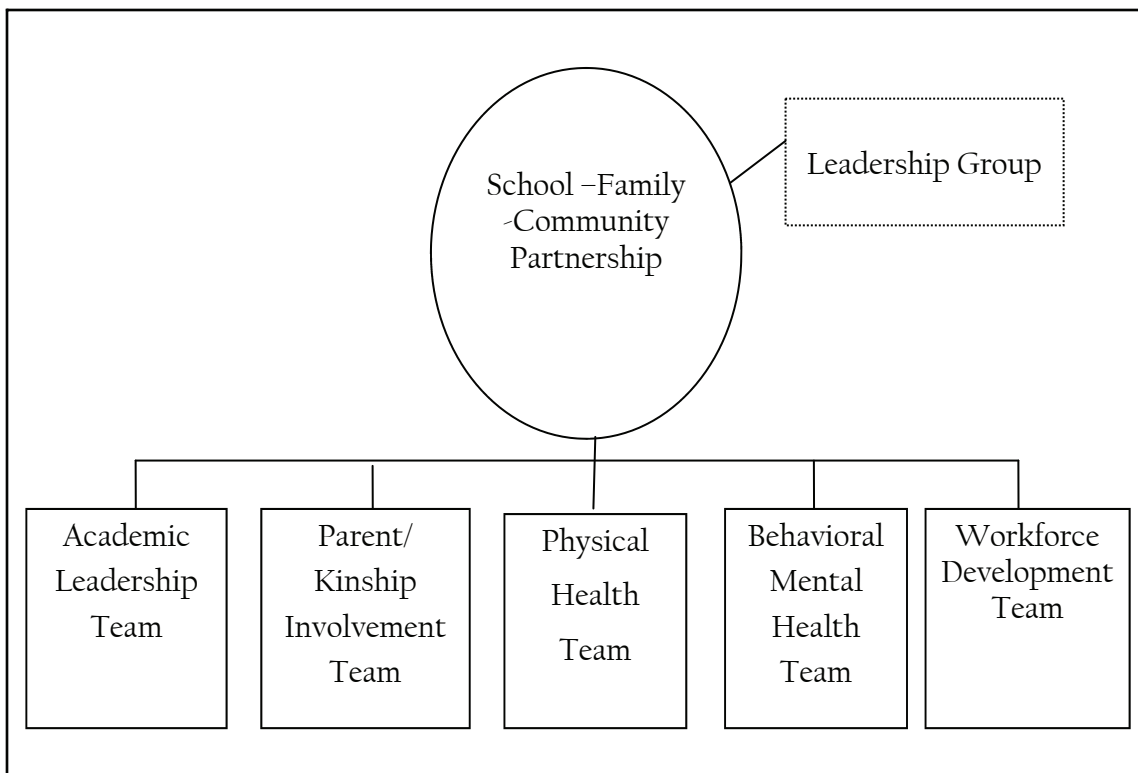 School –Family
-Community
Partnership
Leadership Group
Academic
Leadership
Team
Parent/
Kinship
Involvement
Team
Physical
Health
Team
Behavioral
Mental
Health
Team
Workforce
Development
Team